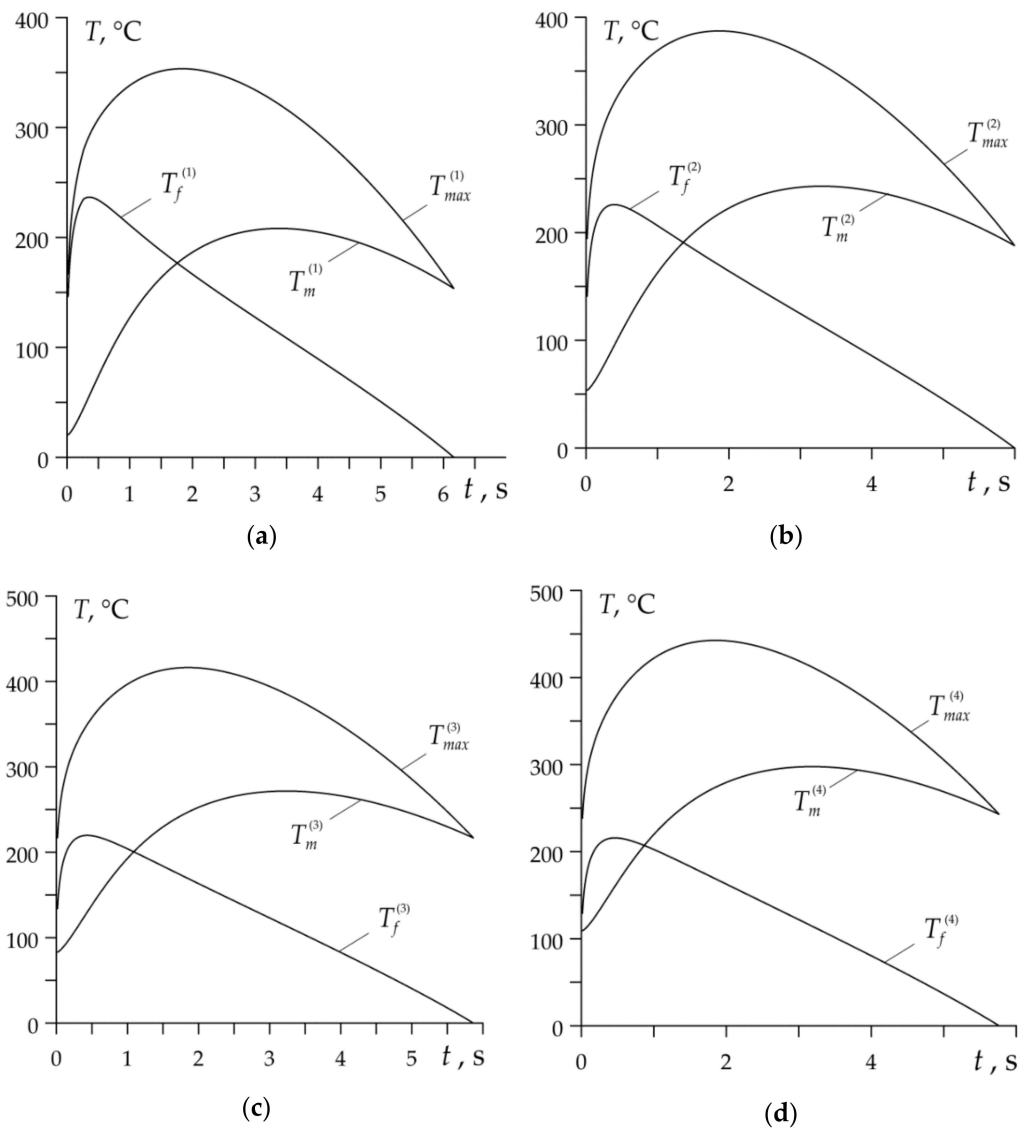 400
T, °C
300
200
100
0
T_f^(1)
T_max^(1)
T_m^(1)
0 1 2 3 4 5 6 t, s
(a)
400
T, °C
300
200
100
0
T_f^(2)
T_max^(2)
T_m^(2)
0 2 4 t, s
(b)
500
T, °C
400
300
200
100
0
T_max^(3)
T_m^(3)
T_f^(3)
0 1 2 3 4 5 t, s
(c)
500
T, °C
400
300
200
100
0
T_max^(4)
T_m^(4)
T_f^(4)
0 2 4 t, s
(d)